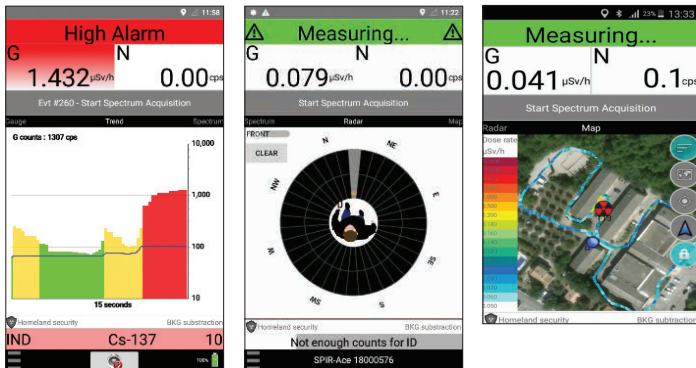 11:58
High Alarm
G
N
1.432 µSv/h
0.00 cps
Evt #260 - Start Spectrum Acquisition
Gauge
Trend
Spectrum
G counts : 1307 cps
10,000
1,000
100
10
15 seconds
Homeland security
BKG substraction
IND
Cs-137
10
100%
11:22
Measuring...
G
N
0.079 µSv/h
0.00 cps
Start Spectrum Acquisition
Spectrum
Radar
Map
FRONT
CLEAR
N
NE
E
SE
S
SW
W
NW
Homeland security
BKG substraction
Not enough counts for ID
SPIR-Ace 18000576
23% 13:33
Measuring...
G
N
0.041 µSv/h
0.1 cps
Start Spectrum Acquisition
Radar
Map
Dose rate
µSv/h
Homeland security
BKG substraction